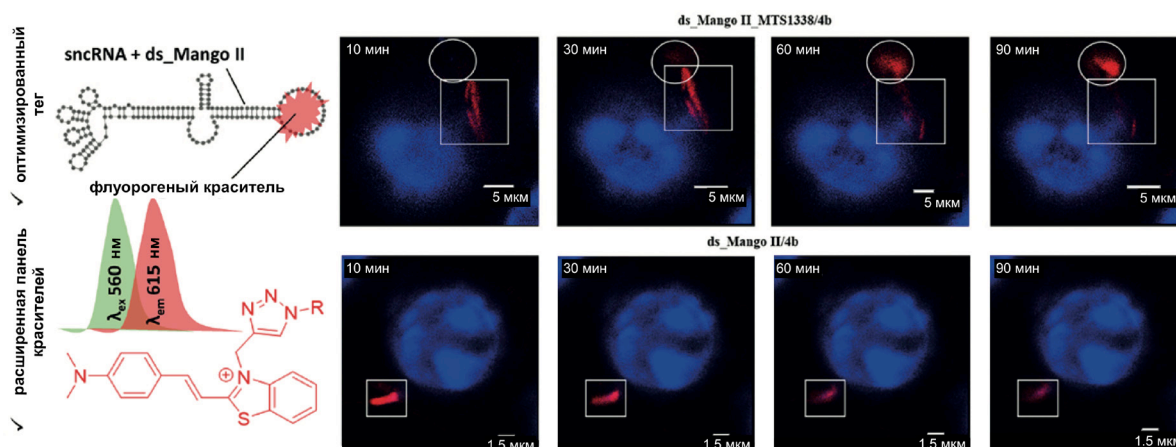 ✓ оптимизированный
тег
sncRNA + ds_Mango II
флуорогеный краситель
✓ расширенная панель
красителей
λex 560 нм
λem 615 нм
N
N
N-R
N
N
+
S
ds_Mango II_MTS1338/4b
10 мин
5 мкм
30 мин
5 мкм
60 мин
5 мкм
90 мин
5 мкм
ds_Mango II/4b
10 мин
1.5 мкм
30 мин
1.5 мкм
60 мин
1.5 мкм
90 мин
1.5 мкм